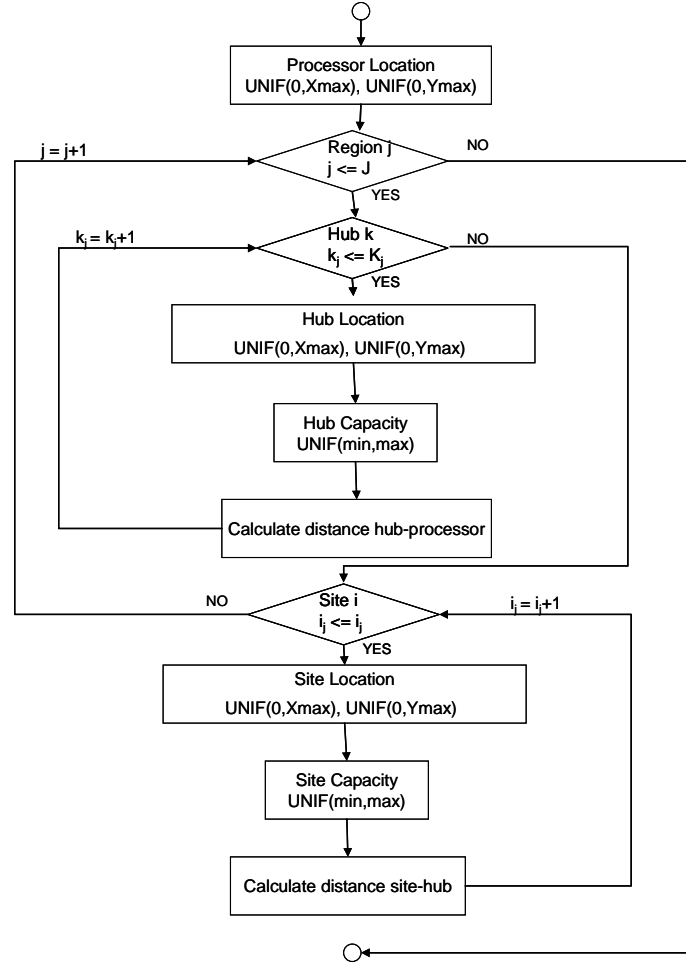 Processor Location
UNIF(0,Xmax), UNIF(0,Ymax)
j = j+1
Region j
j <= J
NO
YES
k_j = k_j+1
Hub k
k_j <= K_j
NO
YES
Hub Location
UNIF(0,Xmax), UNIF(0,Ymax)
Hub Capacity
UNIF(min,max)
Calculate distance hub-processor
NO
Site i
i_j <= i_j
i_j = i_j+1
YES
Site Location
UNIF(0,Xmax), UNIF(0,Ymax)
Site Capacity
UNIF(min,max)
Calculate distance site-hub